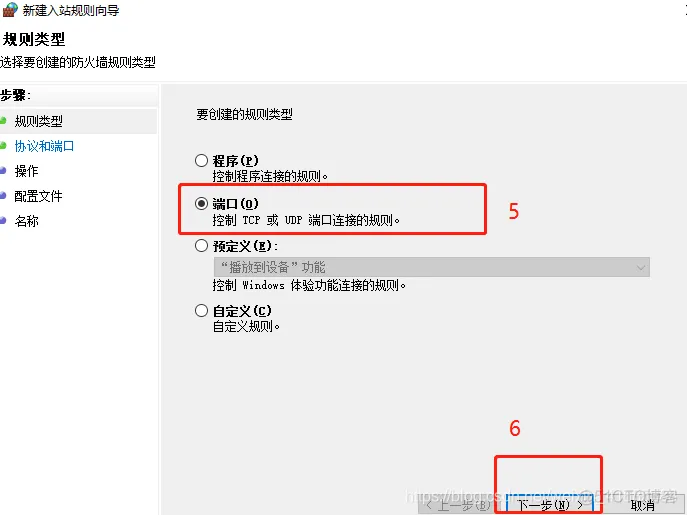 新建入站规则向导
规则类型
选择要创建的防火墙规则类型
步骤:
规则类型
协议和端口
操作
配置文件
名称
要创建的规则类型
程序(P)
控制程序连接的规则。
端口(O)
控制 TCP 或 UDP 端口连接的规则。
5
预定义(E):
“播放到设备”功能
控制 Windows 体验功能连接的规则。
自定义(C)
自定义规则。
6
< 上一步(B)
下一步(N) >
取消
@51CTO博客